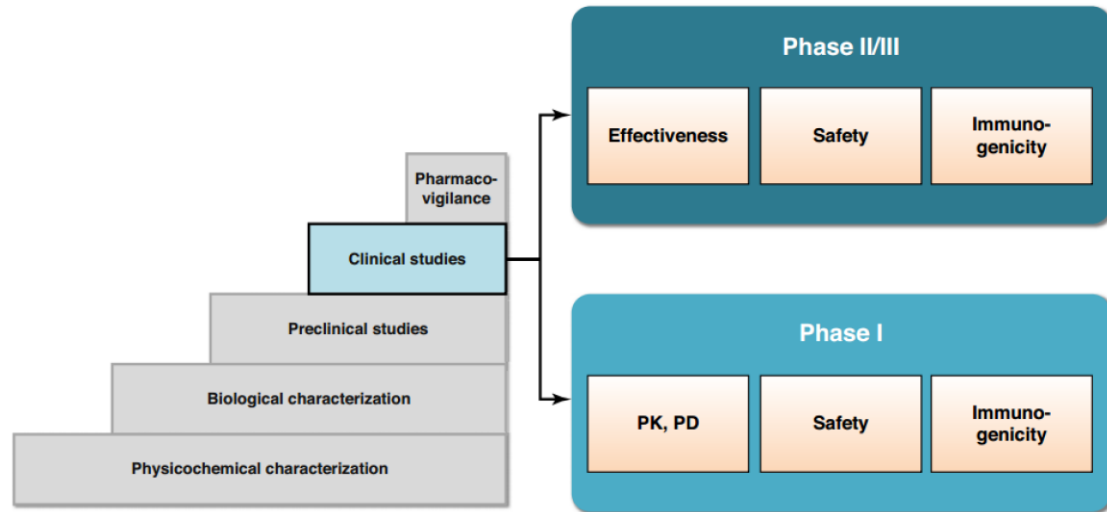 Phase II/III
Effectiveness
Safety
Immuno-
genicity
Pharmaco-
vigilance
Clinical studies
Preclinical studies
Biological characterization
Physicochemical characterization
Phase I
PK, PD
Safety
Immuno-
genicity